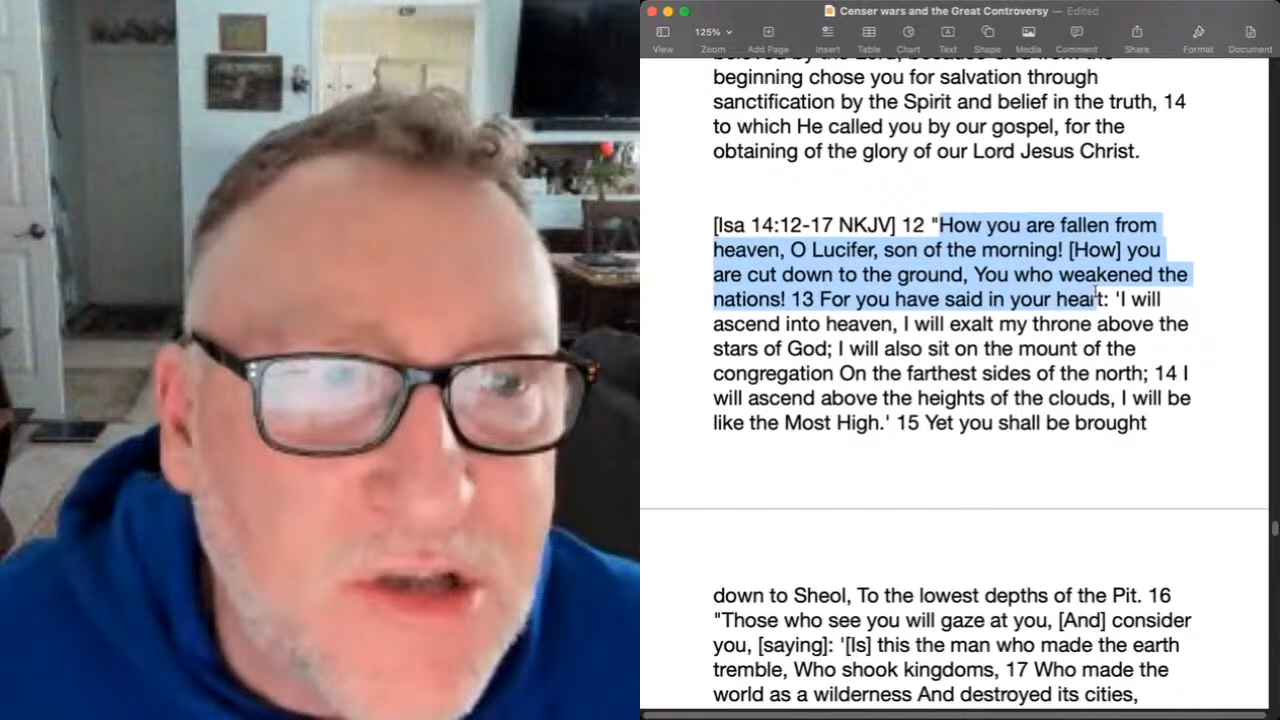 Censer wars and the Great Controversy — Edited
125%
View Zoom Add Page Insert Table Chart Text Shape Media Comment Share Format Document
beginning chose you for salvation through
sanctification by the Spirit and belief in the truth, 14
to which He called you by our gospel, for the
obtaining of the glory of our Lord Jesus Christ.
[Isa 14:12-17 NKJV] 12 "How you are fallen from
heaven, O Lucifer, son of the morning! [How] you
are cut down to the ground, You who weakened the
nations! 13 For you have said in your heart: 'I will
ascend into heaven, I will exalt my throne above the
stars of God; I will also sit on the mount of the
congregation On the farthest sides of the north; 14 I
will ascend above the heights of the clouds, I will be
like the Most High.' 15 Yet you shall be brought
down to Sheol, To the lowest depths of the Pit. 16
"Those who see you will gaze at you, [And] consider
you, [saying]: '[Is] this the man who made the earth
tremble, Who shook kingdoms, 17 Who made the
world as a wilderness And destroyed its cities,